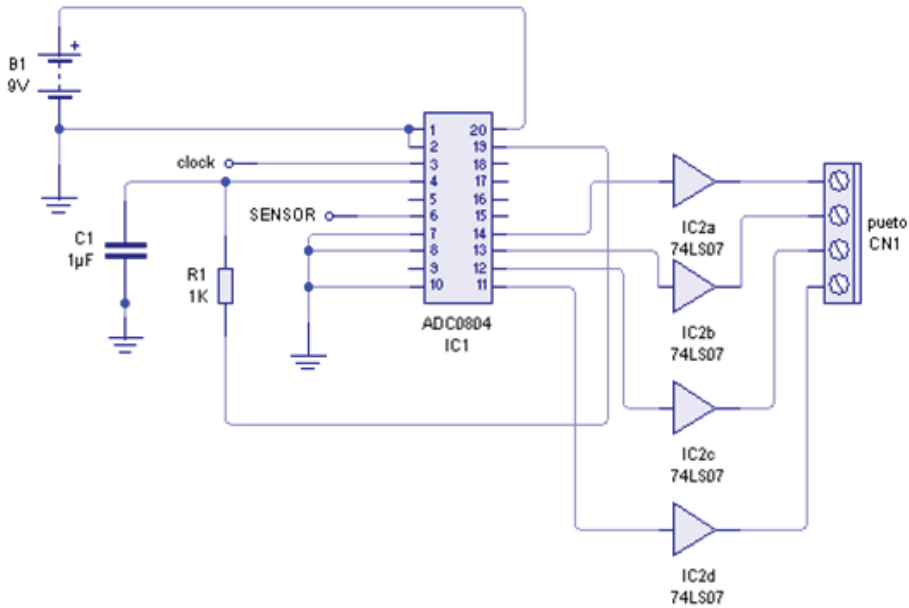 B1
9V
+
clock
SENSOR
C1
1µF
R1
1K
1 20
2 19
3 18
4 17
5 16
6 15
7 14
8 13
9 12
10 11
ADC0804
IC1
IC2a
74LS07
IC2b
74LS07
IC2c
74LS07
IC2d
74LS07
pueto
CN1